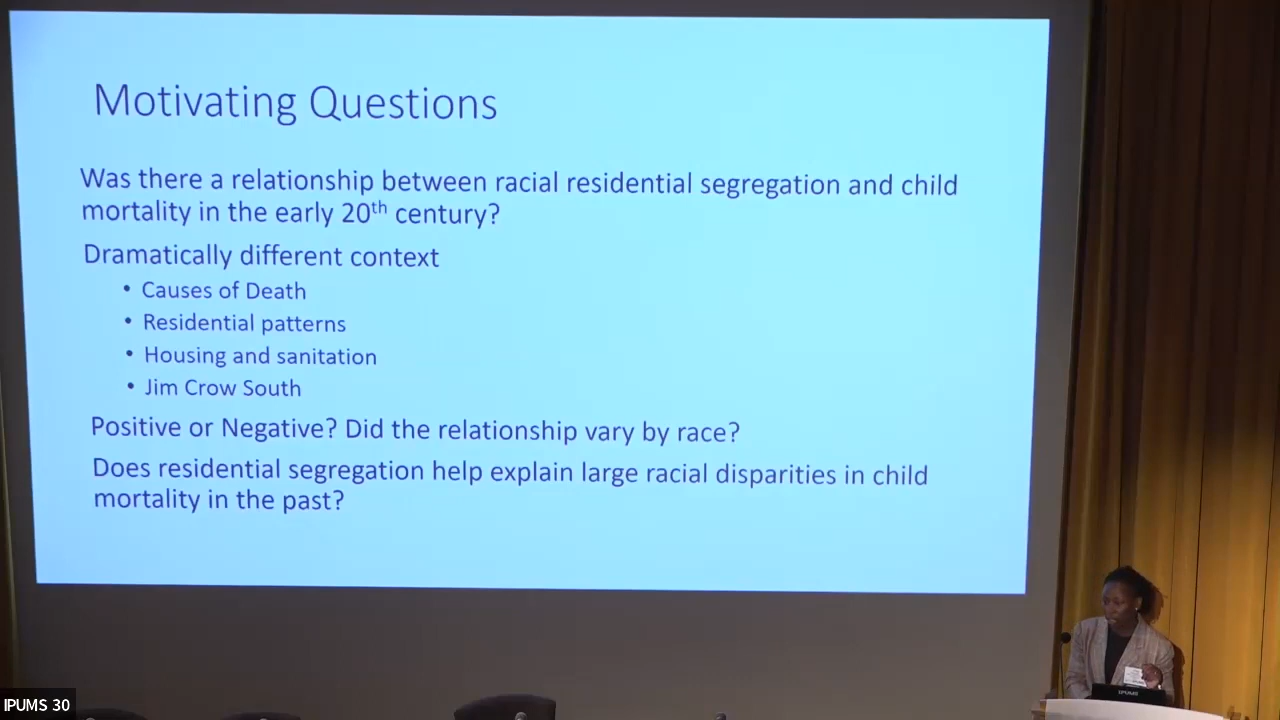 Motivating Questions
Was there a relationship between racial residential segregation and child
mortality in the early 20th century?
Dramatically different context
• Causes of Death
• Residential patterns
• Housing and sanitation
• Jim Crow South
Positive or Negative? Did the relationship vary by race?
Does residential segregation help explain large racial disparities in child
mortality in the past?
IPUMS
IPUMS 30